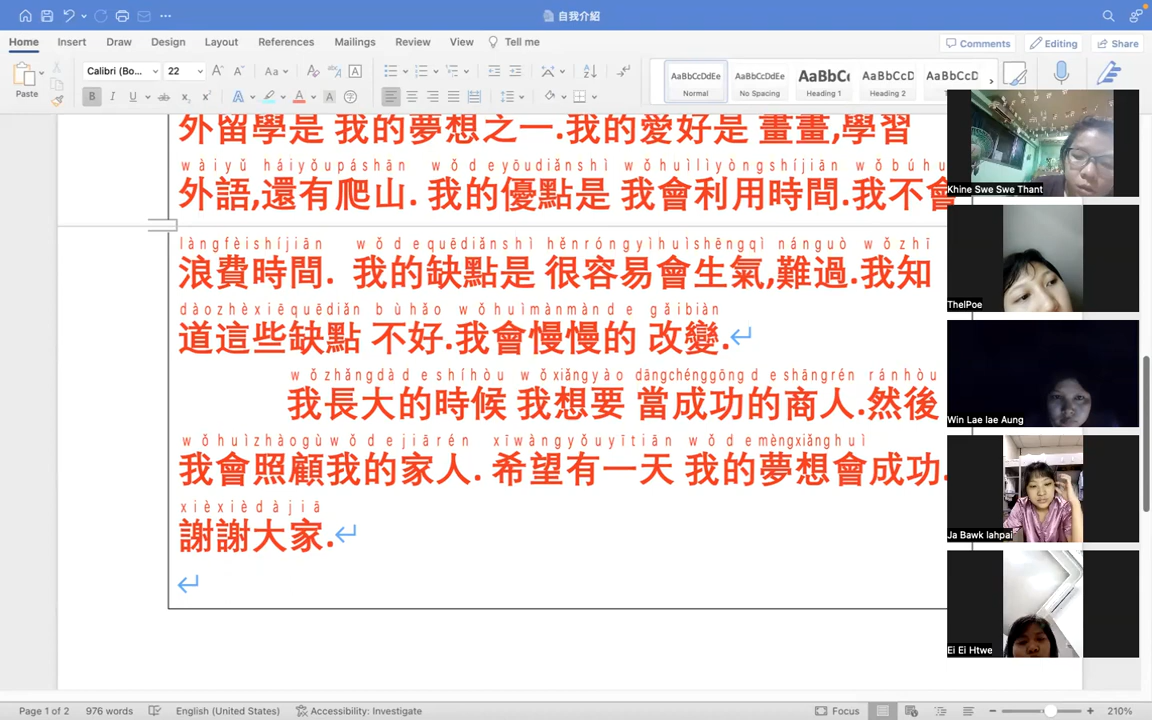 自我介紹
Home Insert Draw Design Layout References Mailings Review View Tell me Comments Editing Share
Paste Calibri (Bo... 22 Aa A
B I U ab x₂ x² A A A
AaBbCcDdEe AaBbCcDdEe AaBbCc AaBbCcD AaBbCcD
Normal No Spacing Heading 1 Heading 2
外留學是 我的夢想之一.我的愛好是 畫畫,學習
wàiyǔ háiyǒupáshān wǒdeyōudiǎnshì wǒhuìlìyòngshíjiān wǒbúhu
外語,還有爬山. 我的優點是 我會利用時間.我不會
làngfèishíjiān wǒdequēdiǎnshì hěnróngyìhuìshēngqì nánguò wǒzhī
浪費時間. 我的缺點是 很容易會生氣,難過.我知
dàozhèxiēquēdiǎn bùhǎo wǒhuìmànmànde gǎibiàn
道這些缺點 不好.我會慢慢的 改變.
wǒzhǎngdàdeshíhòu wǒxiǎngyào dāngchénggōngdeshāngrén ránhòu
我長大的時候 我想要 當成功的商人.然後
wǒhuìzhàogùwǒdejiārén xīwàngyǒuyītiān wǒdemèngxiǎnghuì
我會照顧我的家人. 希望有一天 我的夢想會成功.
xièxièdàjiā
謝謝大家.
Khine Swe Swe Thant
ThelPoe
Win Lae lae Aung
Ja Bawk lahpai
Ei Ei Htwe
Page 1 of 2 976 words English (United States) Accessibility: Investigate Focus 210%